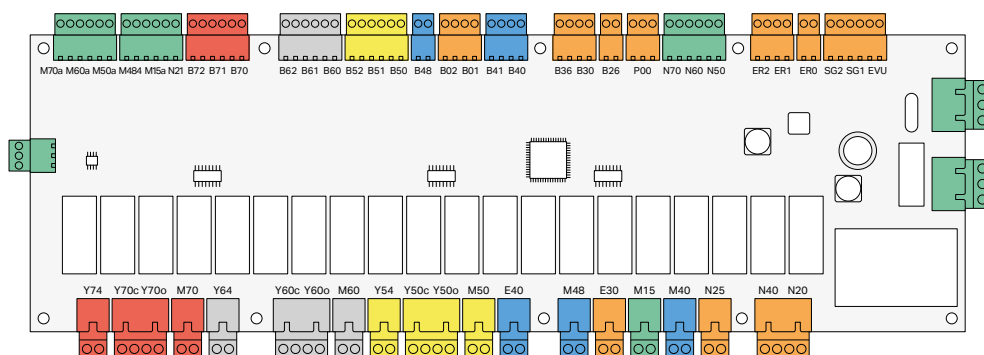 M70a M60a M50a M484 M15a N21 B72 B71 B70 B62 B61 B60 B52 B51 B50 B48 B02 B01 B41 B40 B36 B30 B26 P00 N70 N60 N50 ER2 ER1 ER0 SG2 SG1 EVU
Y74 Y70c Y70o M70 Y64 Y60c Y60o M60 Y54 Y50c Y50o M50 E40 M48 E30 M15 M40 N25 N40 N20